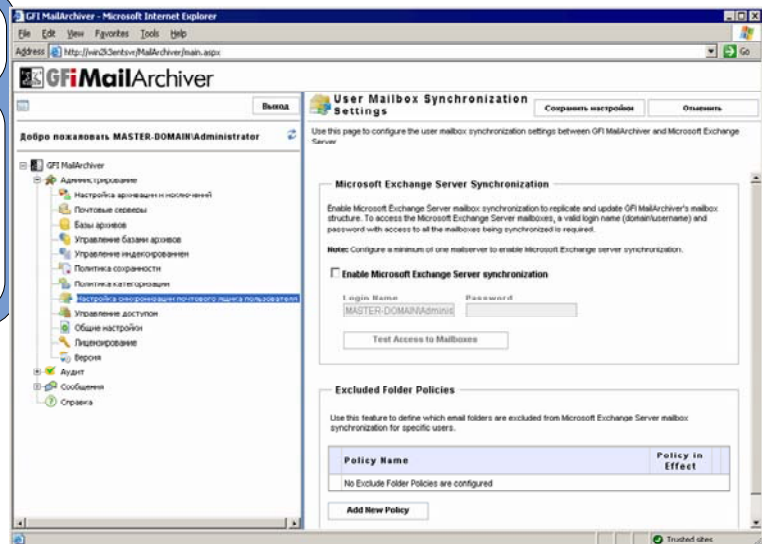 GFI MailArchiver - Microsoft Internet Explorer
File Edit View Favorites Tools Help
Address http://win2k3entsvr/MailArchiver/main.aspx Go
GFiMailArchiver
Выход
Добро пожаловать MASTER-DOMAIN\Administrator
GFI MailArchiver
Администрирование
Настройка архивации и исключений
Почтовые серверы
Базы архивов
Управление базами архивов
Управление индексированием
Политика сохранности
Политика категоризации
Настройка синхронизации почтового ящика пользователя
Управление доступом
Общие настройки
Лицензирование
Версия
Аудит
Сообщения
Справка
User Mailbox Synchronization Settings
Сохранить настройки
Отменить
Use this page to configure the user mailbox synchronization settings between GFI MailArchiver and Microsoft Exchange
Server
Microsoft Exchange Server Synchronization
Enable Microsoft Exchange Server mailbox synchronization to replicate and update GFI MailArchiver's mailbox
structure. To access the Microsoft Exchange Server mailboxes, a valid login name (domain\username) and
password with access to all the mailboxes being synchronized is required.
Note: Configure a minimum of one mailserver to enable Microsoft Exchange server synchronization.
Enable Microsoft Exchange Server synchronization
Login Name Password
MASTER-DOMAIN\Adminis
Test Access to Mailboxes
Excluded Folder Policies
Use this feature to define which email folders are excluded from Microsoft Exchange Server mailbox
synchronization for specific users.
Policy Name Policy in Effect
No Exclude Folder Policies are configured
Add New Policy
Trusted sites